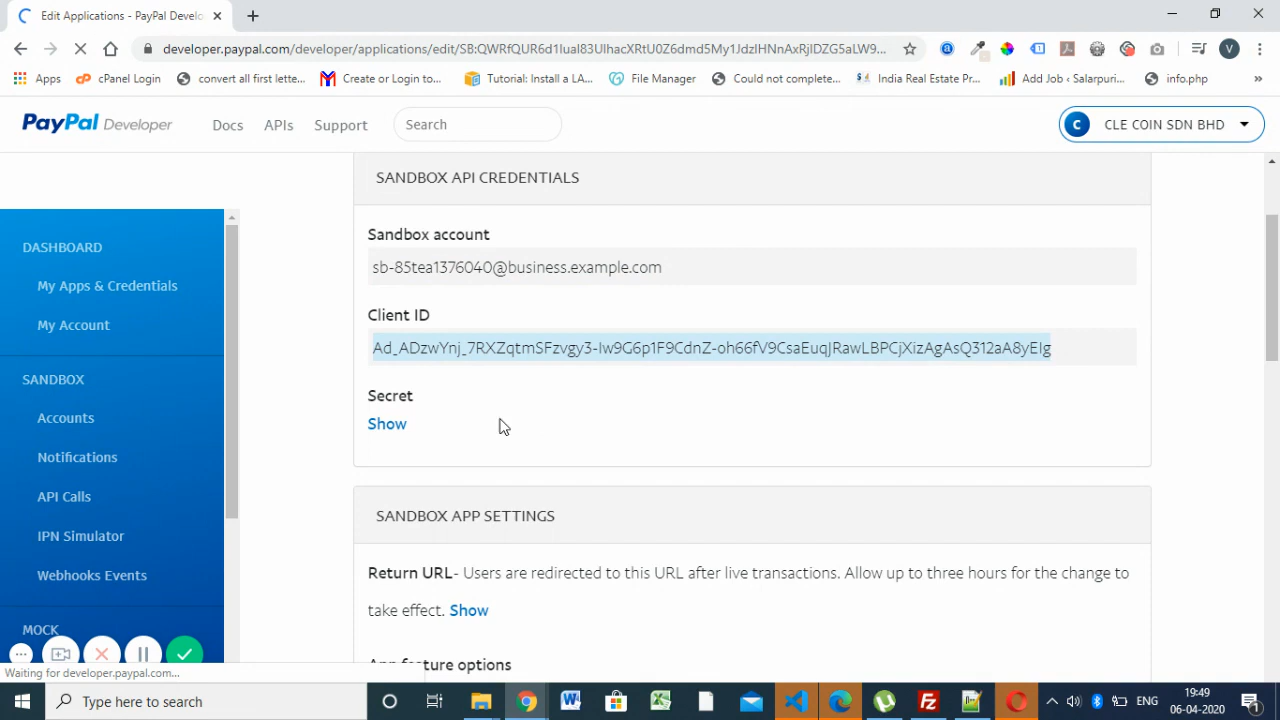 Edit Applications - PayPal Develo
developer.paypal.com/developer/applications/edit/SB:QWRfQUR6d1lual83UlhacXRtU0Z6dmd5My1JdzlHNnAxRjlDZG5aLW9...
Apps
cPanel Login
convert all first lette...
Create or Login to...
Tutorial: Install a LA...
File Manager
Could not complete...
India Real Estate Pr...
Add Job ‹ Salarpuri...
info.php
»
PayPal Developer
Docs
APIs
Support
Search
C
CLE COIN SDN BHD
V
SANDBOX API CREDENTIALS
Sandbox account
sb-85tea1376040@business.example.com
Client ID
Ad_ADzwYnj_7RXZqtmSFzvgy3-Iw9G6p1F9CdnZ-oh66fV9CsaEuqJRawLBPCjXizAgAsQ312aA8yEIg
Secret
Show
SANDBOX APP SETTINGS
Return URL- Users are redirected to this URL after live transactions. Allow up to three hours for the change to
take effect. Show
App feature options
DASHBOARD
My Apps & Credentials
My Account
SANDBOX
Accounts
Notifications
API Calls
IPN Simulator
Webhooks Events
MOCK
Waiting for developer.paypal.com...
Type here to search
ENG
19:49
06-04-2020
1